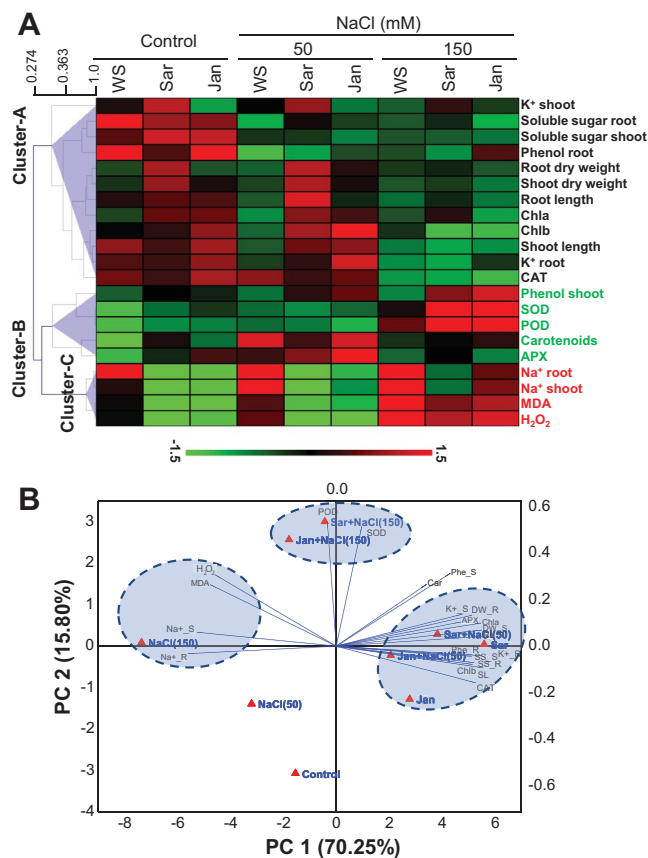 A
NaCl (mM)
Control
50
150
0.274
0.363
1.0
WS
Sar
Jan
WS
Sar
Jan
WS
Sar
Jan
Cluster-A
Cluster-B
Cluster-C
K⁺ shoot
Soluble sugar root
Soluble sugar shoot
Phenol root
Root dry weight
Shoot dry weight
Root length
Chla
Chlb
Shoot length
K⁺ root
CAT
Phenol shoot
SOD
POD
Carotenoids
APX
Na⁺ root
Na⁺ shoot
MDA
H₂O₂
-1.5
0.0
1.5
B
POD
Sar+NaCl(150)
SOD
Jan+NaCl(150)
H₂O₂
MDA
Phe_S
Car
K+_S
DW_R
APX
Chla
DW_S
Na+_S
Sar+NaCl(50)
NaCl(150)
Sar
Na+_R
Phe_R
K+_R
Jan+NaCl(50)
SS_S
SS_R
Chlb
SL
CAT
Jan
NaCl(50)
Control
3
2
1
0
-1
-2
-3
-4
0.6
0.4
0.2
0.0
-0.2
-0.4
-0.6
-8
-6
-4
-2
0
2
4
6
PC 2 (15.80%)
PC 1 (70.25%)